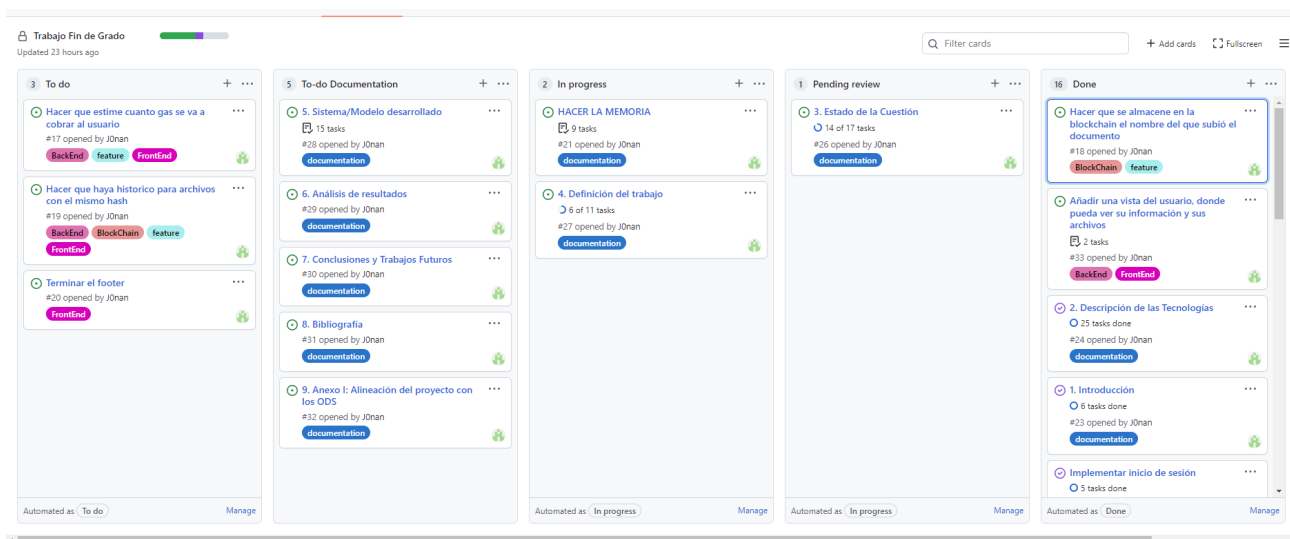 Trabajo Fin de Grado
Updated 23 hours ago
Filter cards
+ Add cards
Fullscreen
3 To do
Hacer que estime cuanto gas se va a
cobrar al usuario
#17 opened by J0nan
BackEnd feature FrontEnd
Hacer que haya historico para archivos
con el mismo hash
#19 opened by J0nan
BackEnd BlockChain feature
FrontEnd
Terminar el footer
#20 opened by J0nan
FrontEnd
Automated as To do
Manage
5 To-do Documentation
5. Sistema/Modelo desarrollado
15 tasks
#28 opened by J0nan
documentation
6. Análisis de resultados
#29 opened by J0nan
documentation
7. Conclusiones y Trabajos Futuros
#30 opened by J0nan
documentation
8. Bibliografía
#31 opened by J0nan
documentation
9. Anexo I: Alineación del proyecto con
los ODS
#32 opened by J0nan
documentation
2 In progress
HACER LA MEMORIA
9 tasks
#21 opened by J0nan
documentation
4. Definición del trabajo
6 of 11 tasks
#27 opened by J0nan
documentation
Automated as In progress
Manage
1 Pending review
3. Estado de la Cuestión
14 of 17 tasks
#26 opened by J0nan
documentation
Automated as In progress
Manage
16 Done
Hacer que se almacene en la
blockchain el nombre del que subió el
documento
#18 opened by J0nan
BlockChain feature
Añadir una vista del usuario, donde
pueda ver su información y sus
archivos
2 tasks
#33 opened by J0nan
BackEnd FrontEnd
2. Descripción de las Tecnologías
25 tasks done
#24 opened by J0nan
documentation
1. Introducción
6 tasks done
#23 opened by J0nan
documentation
Implementar inicio de sesión
5 tasks done
Automated as Done
Manage